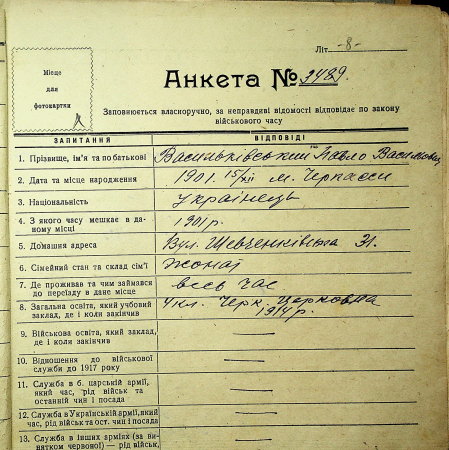 Літ -8-
Місце
для
фотокартки
Анкета № 3489.
Заповнюється власноручно, за неправдиві відомості відповідає по закону
військового часу
ЗАПИТАННЯ
ВІДПОВІДІ
1. Прізвище, ім'я та по батькові
Васильківський Павло Васильович
2. Дата та місце народження
1901 15/XII м. Черкаси
3. Національність
українець
4. З якого часу мешкає в даному місці
1901 р.
5. Домашня адреса
Вул. Шевченківська 31.
6. Сімейний стан та склад сім'ї
жонат
7. Де проживав та чим займався
до переїзду в дане місце
весь час
8. Загальна освіта, який учбовий
заклад, де і коли закінчив
4 кл. Черк. Церковна
1914 р.
9. Військова освіта, який заклад,
де і коли закінчив
10. Відношення до військової
служби до 1917 року
11. Служба в б. царській армії,
який час, рід військ та
останній чин і посада
12. Служба в Українській армії, який
час, рід військ та ост. чин і посада
13. Служба в інших арміях (за ви-
нятком червоної) — рід військ,